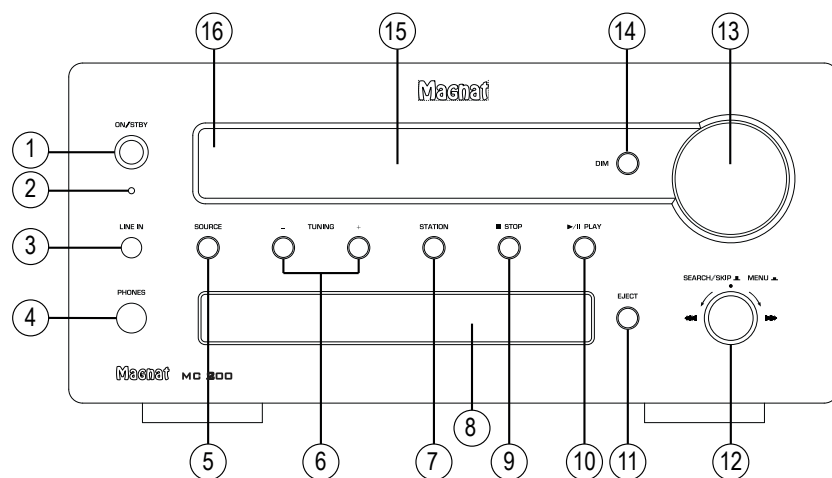 16 15 14 13
Magnat
ON/STBY
1
DIM
2
LINE IN SOURCE – TUNING + STATION ■ STOP ►/II PLAY
3
SEARCH/SKIP MENU
PHONES
EJECT
4
◄◄ ►►
Magnat MC 200
8
5 6 7 9 10 11 12